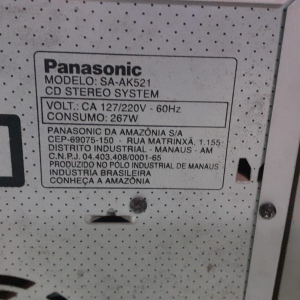 Panasonic
MODELO: SA-AK521
CD STEREO SYSTEM
VOLT.: CA 127/220V - 60Hz
CONSUMO: 267W
PANASONIC DA AMAZÔNIA S/A
CEP-69075-150 - RUA MATRINXÃ, 1.155
DISTRITO INDUSTRIAL - MANAUS - AM
C.N.P.J. 04.403.408/0001-65
PRODUZIDO NO PÓLO INDUSTRIAL DE MANAUS
INDÚSTRIA BRASILEIRA
CONHEÇA A AMAZÔNIA